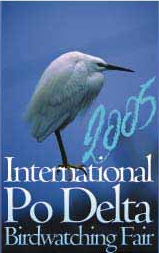 2005
International
Po Delta
Birdwatching Fair